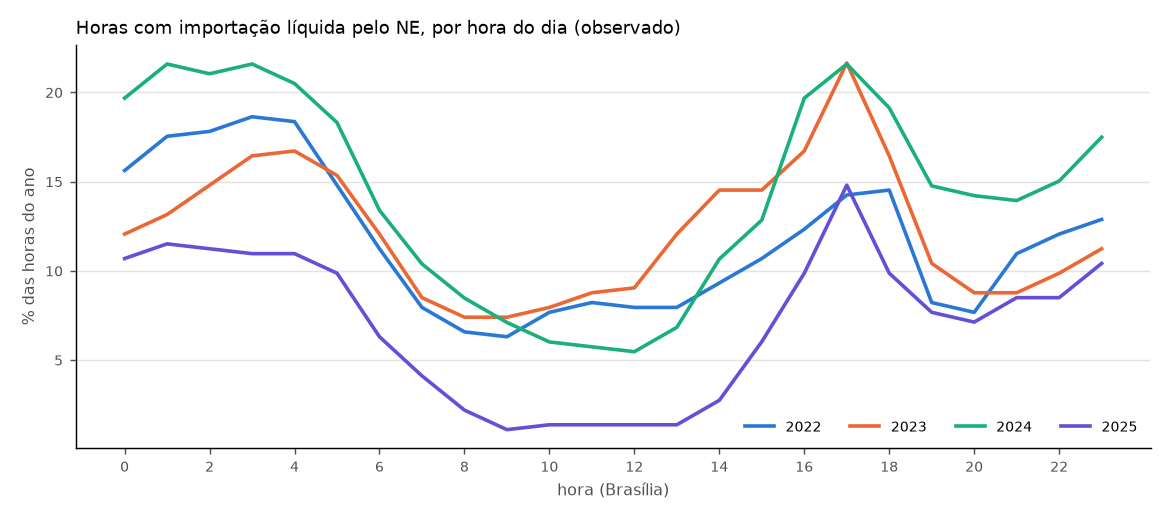 Horas com importação líquida pelo NE, por hora do dia (observado)
% das horas do ano
20
15
10
5
2022 2023 2024 2025
0 2 4 6 8 10 12 14 16 18 20 22
hora (Brasília)